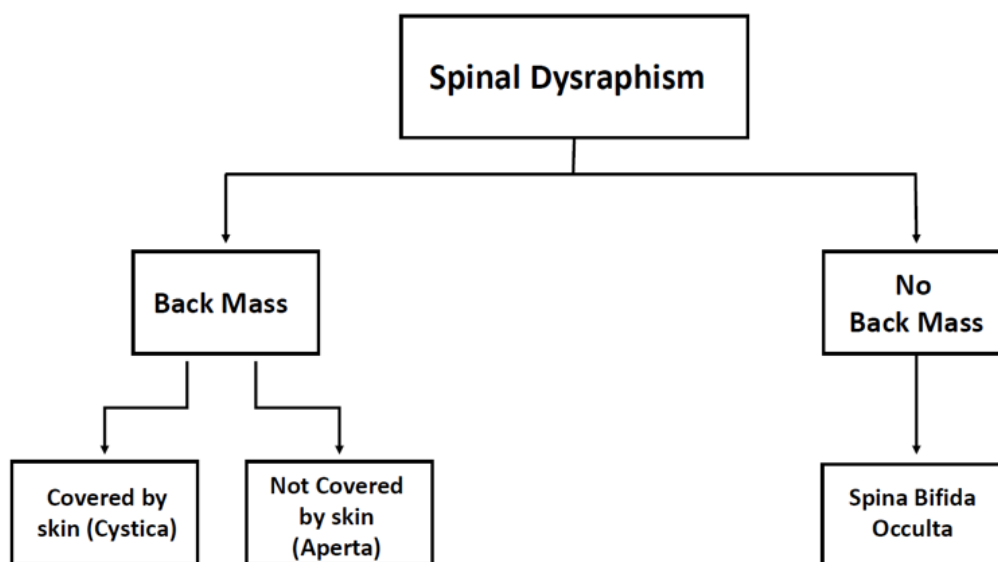 Spinal Dysraphism
Back Mass
No
Back Mass
Covered by
skin (Cystica)
Not Covered
by skin
(Aperta)
Spina Bifida
Occulta